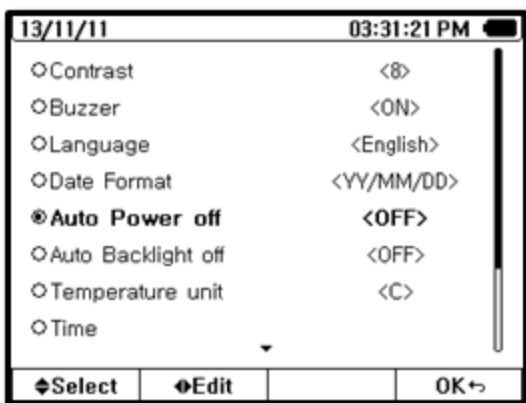 13/11/11 03:31:21 PM
Contrast <8>
Buzzer <ON>
Language <English>
Date Format <YY/MM/DD>
Auto Power off <OFF>
Auto Backlight off <OFF>
Temperature unit <C>
Time
Select Edit OK